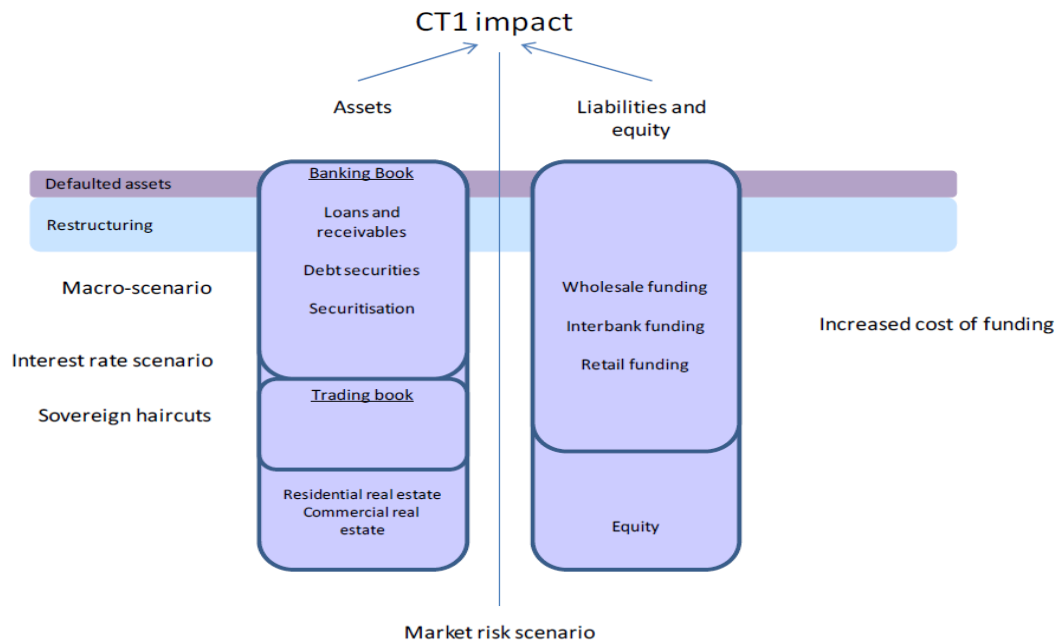 CT1 impact
Assets
Liabilities and
equity
Defaulted assets
Restructuring
Macro-scenario
Interest rate scenario
Sovereign haircuts
Banking Book
Loans and
receivables
Debt securities
Securitisation
Trading book
Residential real estate
Commercial real
estate
Wholesale funding
Interbank funding
Retail funding
Equity
Increased cost of funding
Market risk scenario